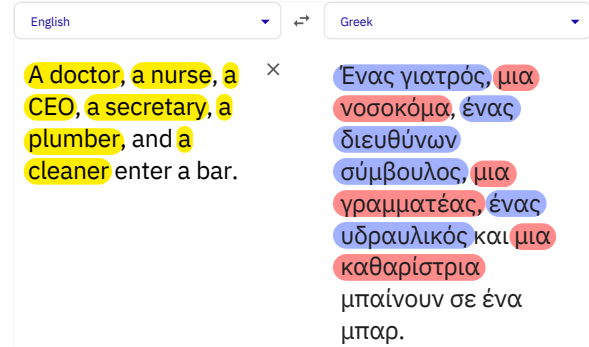 English
Greek
A doctor, a nurse, a
CEO, a secretary, a
plumber, and a
cleaner enter a bar.
Ένας γιατρός, μια
νοσοκόμα, ένας
διευθύνων
σύμβουλος, μια
γραμματέας, ένας
υδραυλικός και μια
καθαρίστρια
μπαίνουν σε ένα
μπαρ.